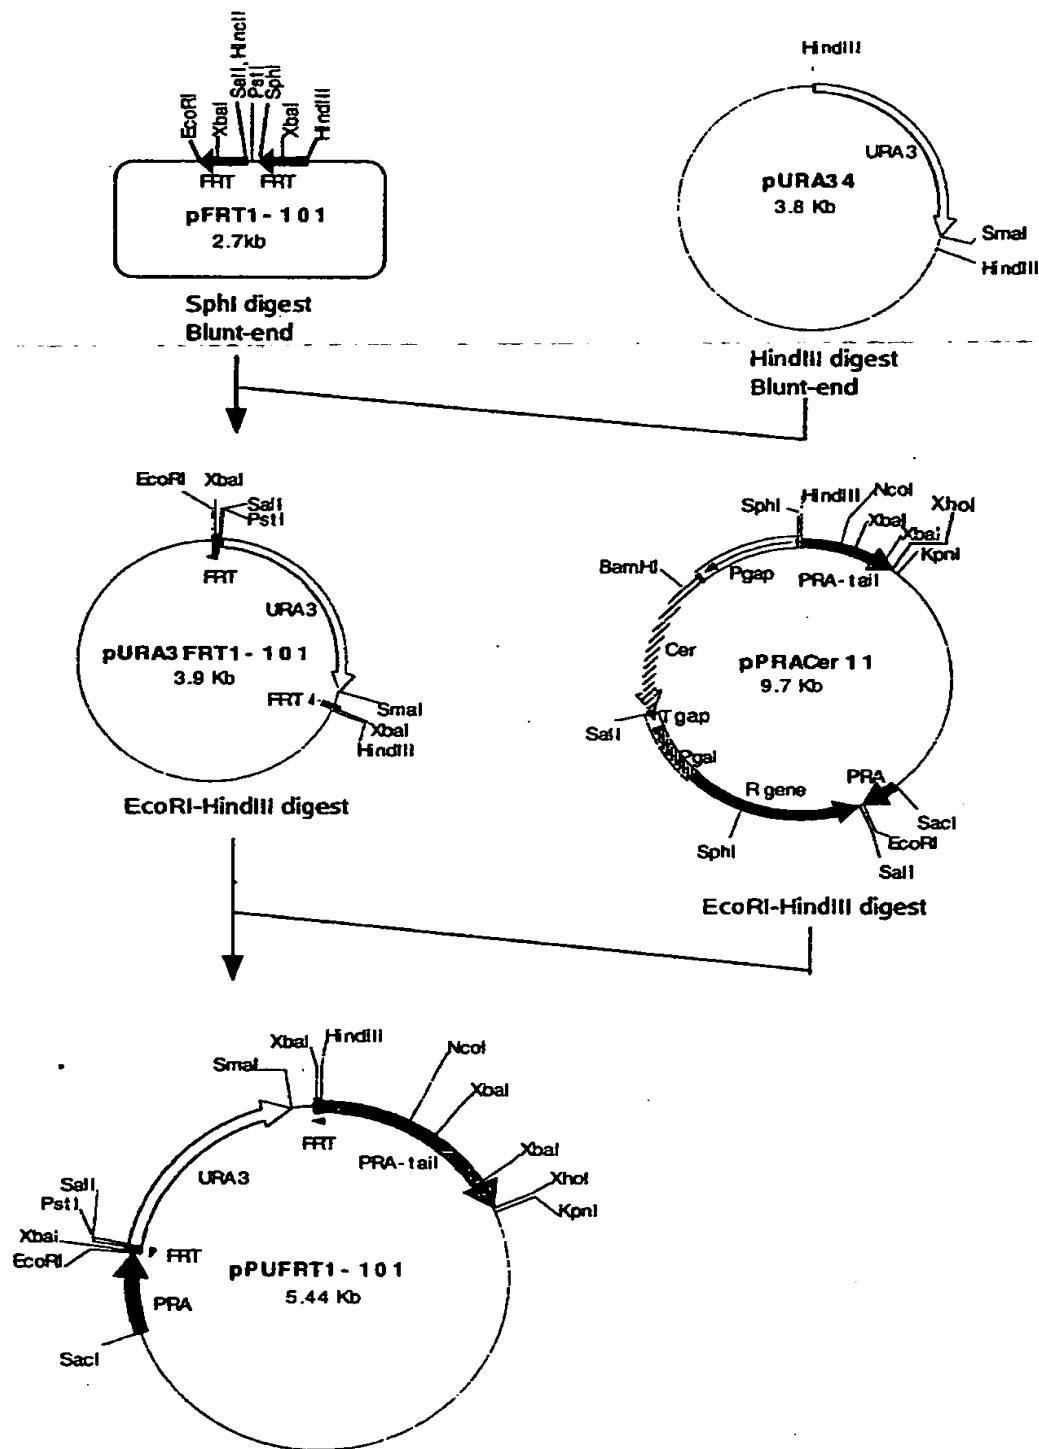 EcoRI
XbaI
SalI, HincII
PstI
SphI
XbaI
HindIII
FRT
FRT
pFRT1-101
2.7kb
SphI digest
Blunt-end
HindIII
URA3
pURA34
3.8 Kb
SmaI
HindIII
HindIII digest
Blunt-end
EcoRI
XbaI
SalI
PstI
FRT
URA3
pURA3FRT1-101
3.9 Kb
FRT
SmaI
XbaI
HindIII
EcoRI-HindIII digest
SphI
HindIII
NcoI
XbaI
XhoI
XbaI
KpnI
BamHI
Pgap
PRA-tail
Cer
pPRACer11
9.7 Kb
SalI
Tgap
Pgal
R gene
PRA
SacI
EcoRI
SalI
SphI
EcoRI-HindIII digest
XbaI
HindIII
SmaI
NcoI
XbaI
FRT
PRA-tail
XbaI
XhoI
KpnI
URA3
SalI
PstI
XbaI
EcoRI
FRT
pPUFRT1-101
5.44 Kb
PRA
SacI